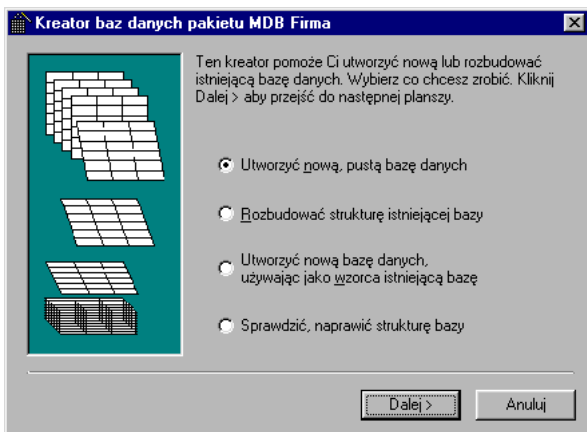 Kreator baz danych pakietu MDB Firma
Ten kreator pomoże Ci utworzyć nową lub rozbudować
istniejącą bazę danych. Wybierz co chcesz zrobić. Kliknij
Dalej > aby przejść do następnej planszy.
Utworzyć nową, pustą bazę danych
Rozbudować strukturę istniejącej bazy
Utworzyć nową bazę danych,
używając jako wzorca istniejącą bazę
Sprawdzić, naprawić strukturę bazy
Dalej >
Anuluj